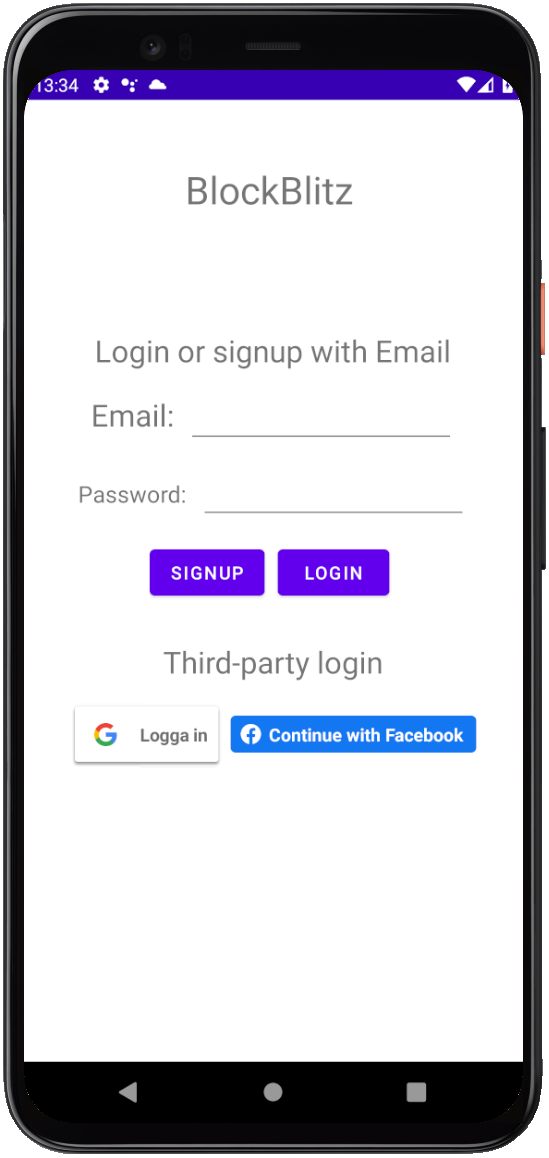 13:34
BlockBlitz
Login or signup with Email
Email:
Password:
SIGNUP LOGIN
Third-party login
Logga in Continue with Facebook